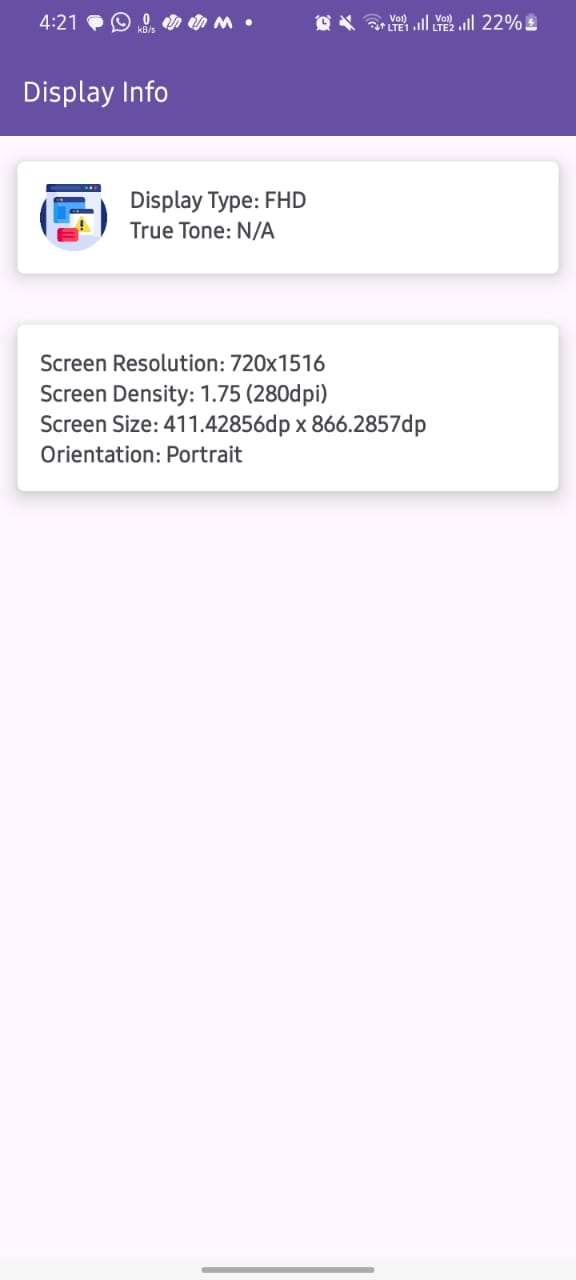 4:21
0
kB/s
Vo))
LTE1
Vo))
LTE2
22%
Display Info
Display Type: FHD
True Tone: N/A
Screen Resolution: 720x1516
Screen Density: 1.75 (280dpi)
Screen Size: 411.42856dp x 866.2857dp
Orientation: Portrait